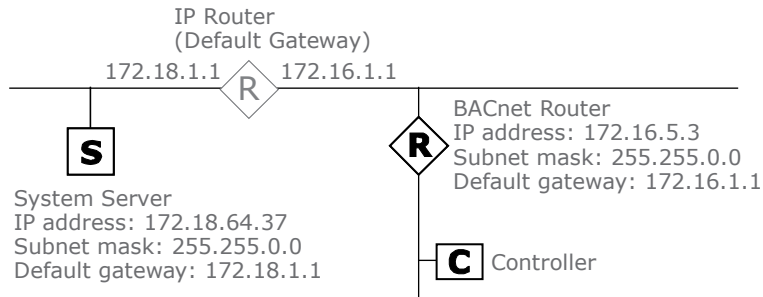 IP Router
(Default Gateway)
172.18.1.1
172.16.1.1
R
BACnet Router
IP address: 172.16.5.3
Subnet mask: 255.255.0.0
Default gateway: 172.16.1.1
R
S
System Server
IP address: 172.18.64.37
Subnet mask: 255.255.0.0
Default gateway: 172.18.1.1
C
Controller